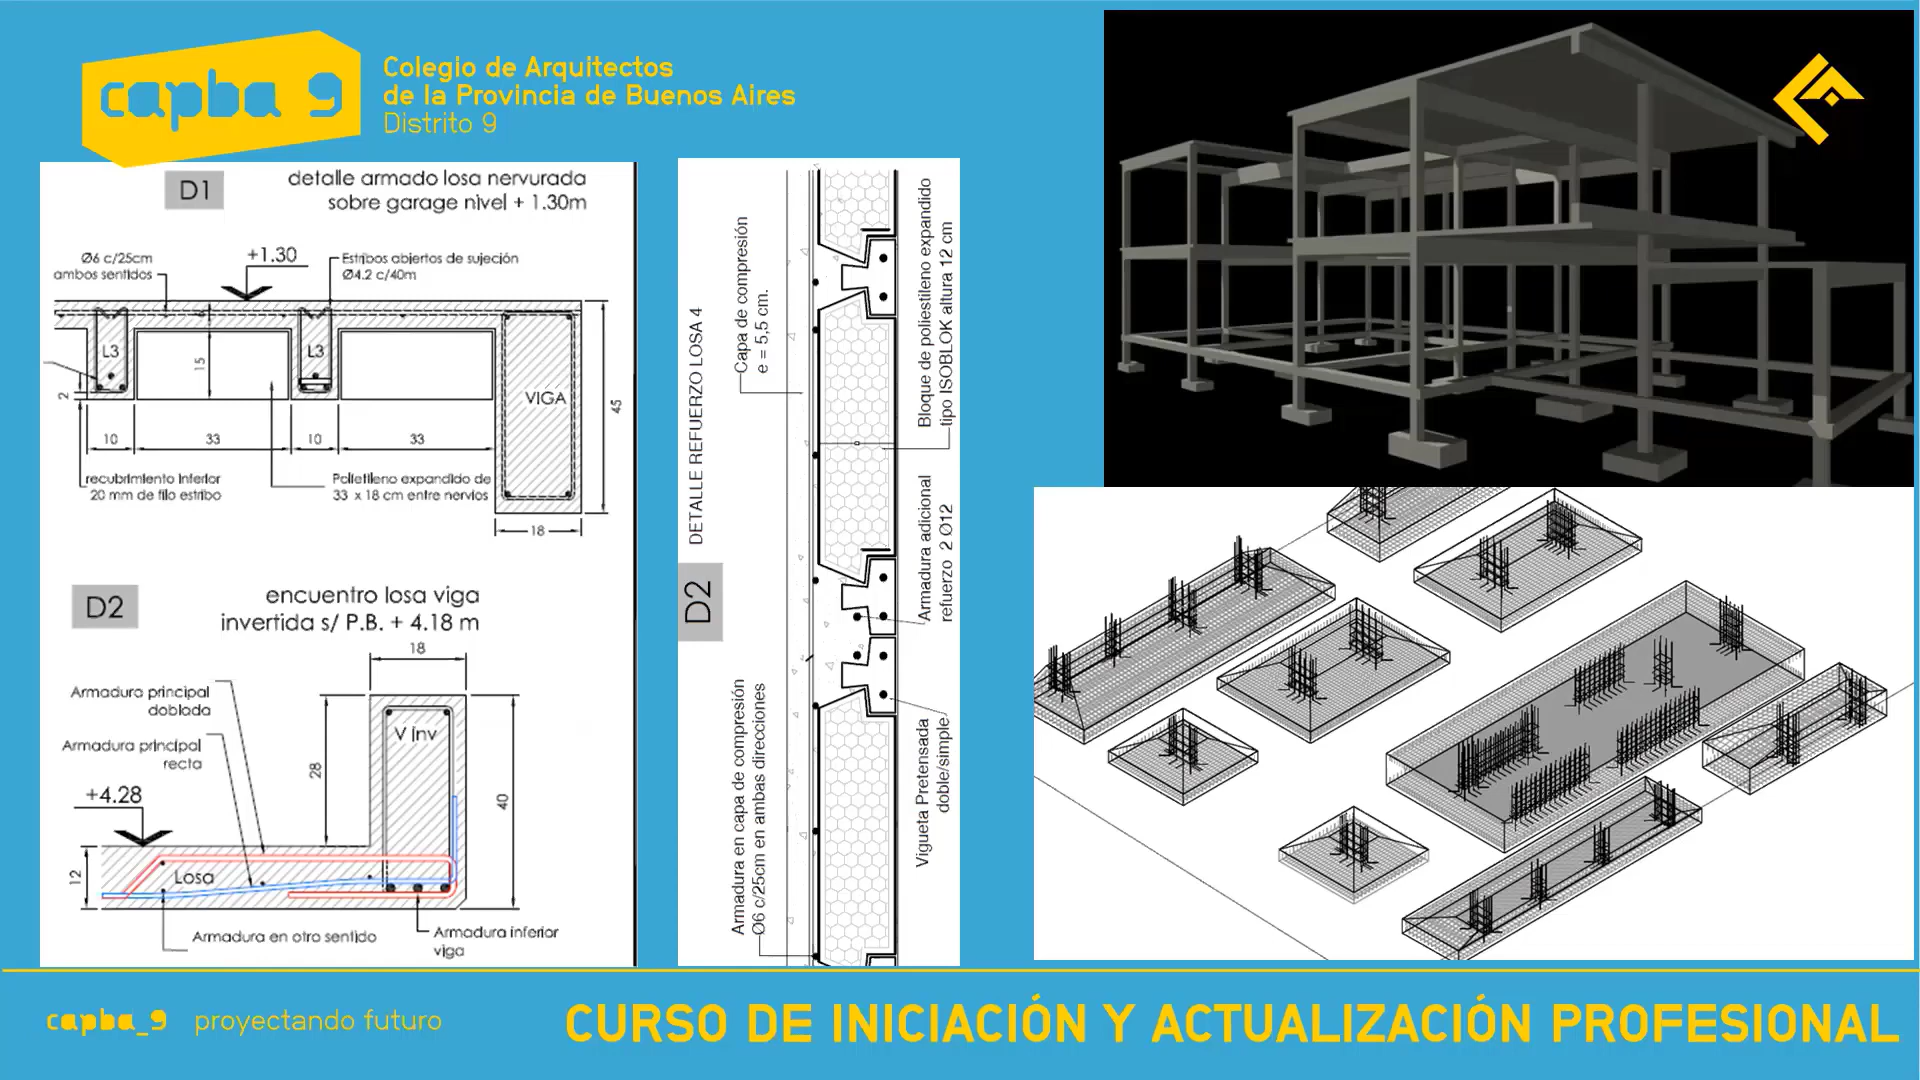 capba 9
Colegio de Arquitectos
de la Provincia de Buenos Aires
Distrito 9
D1
detalle armado losa nervurada
sobre garage nivel + 1.30m
Ø6 c/25cm
ambos sentidos
+1.30
Estribos abiertos de sujeción
Ø4.2 c/40m
L3
L3
15
2
VIGA
45
10
33
10
33
recubrimiento inferior
20 mm de filo estribo
Polietileno expandido de
33 x 18 cm entre nervios
18
D2
encuentro losa viga
invertida s/ P.B. + 4.18 m
18
Armadura principal
doblada
Armadura principal
recta
V inv
28
40
+4.28
12
Losa
Armadura en otro sentido
Armadura inferior
viga
D2
DETALLE REFUERZO LOSA 4
Capa de compresión
e = 5,5 cm.
Armadura en capa de compresión
Ø6 c/25cm en ambas direcciones
Bloque de poliestileno expandido
tipo ISOBLOK altura 12 cm
Armadura adicional
refuerzo 2 Ø12
Vigueta Pretensada
doble/simple
capba_9 proyectando futuro
CURSO DE INICIACIÓN Y ACTUALIZACIÓN PROFESIONAL